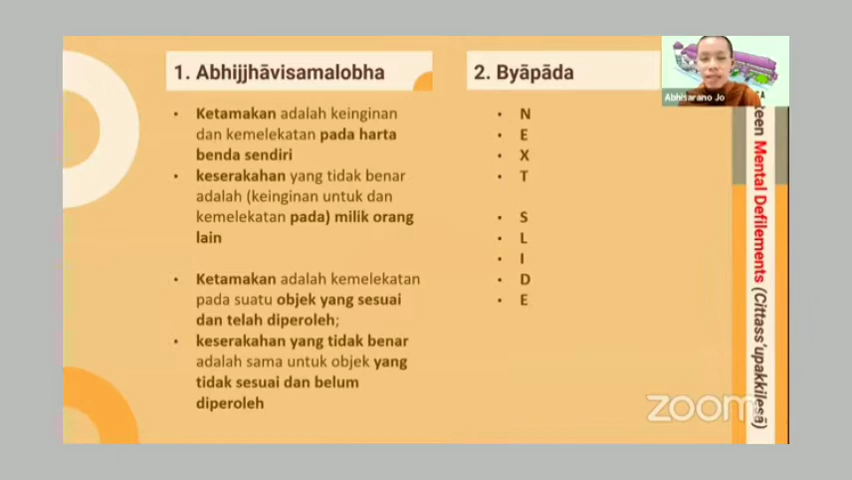 1. Abhijjhāvisamalobha
• Ketamakan adalah keinginan
dan kemelekatan pada harta
benda sendiri
• keserakahan yang tidak benar
adalah (keinginan untuk dan
kemelekatan pada) milik orang
lain
• Ketamakan adalah kemelekatan
pada suatu objek yang sesuai
dan telah diperoleh;
• keserakahan yang tidak benar
adalah sama untuk objek yang
tidak sesuai dan belum
diperoleh
2. Byāpāda
• N
• E
• X
• T
• S
• L
• I
• D
• E
Abhisarano Jo
teen Mental Defilements (Cittass'upakkilesā)
zoom